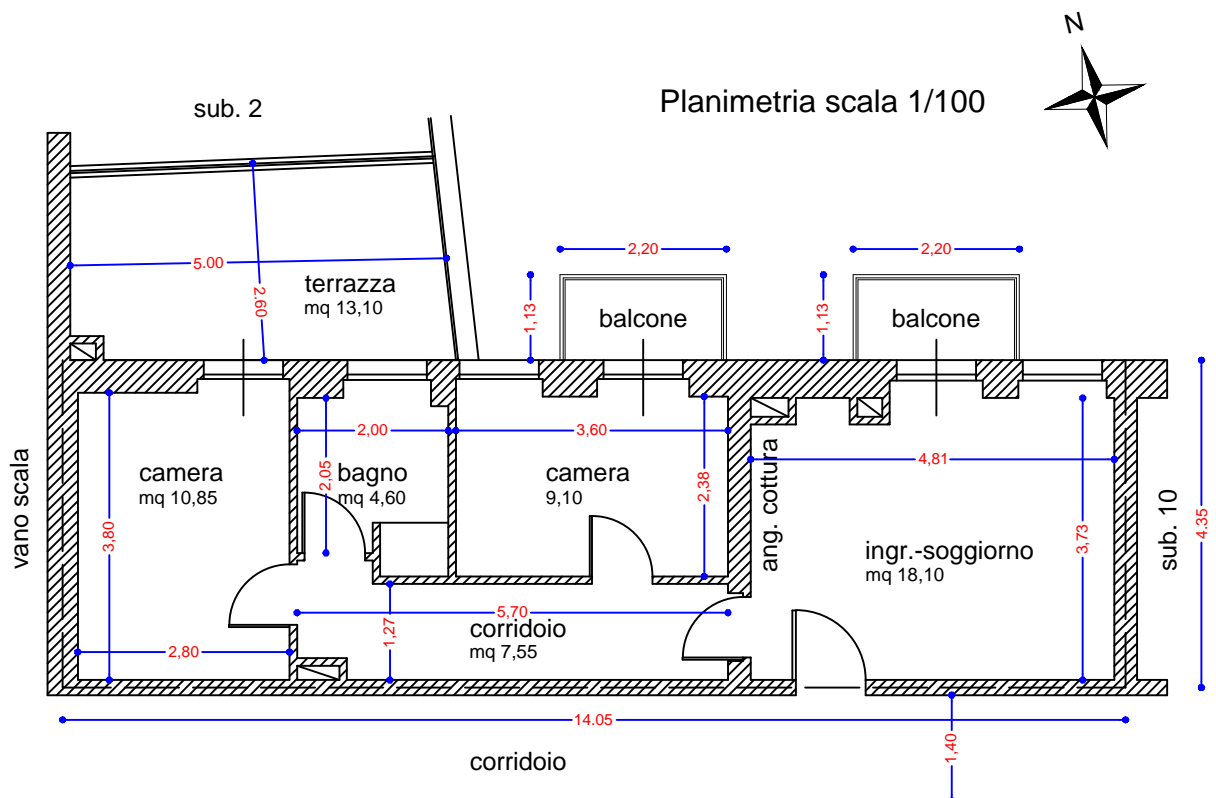 N
Planimetria scala 1/100
sub. 2
2,20
2,20
5.00
2.60
terrazza
mq 13,10
1,13
balcone
1,13
balcone
2,00
3,60
4,81
camera
mq 10,85
bagno
mq 4,60
2,05
camera
9,10
2,38
ang. cottura
ingr.-soggiorno
mq 18,10
3,73
vano scala
3,80
sub. 10
4.35
5,70
corridoio
mq 7,55
1,27
2,80
14.05
1,40
corridoio